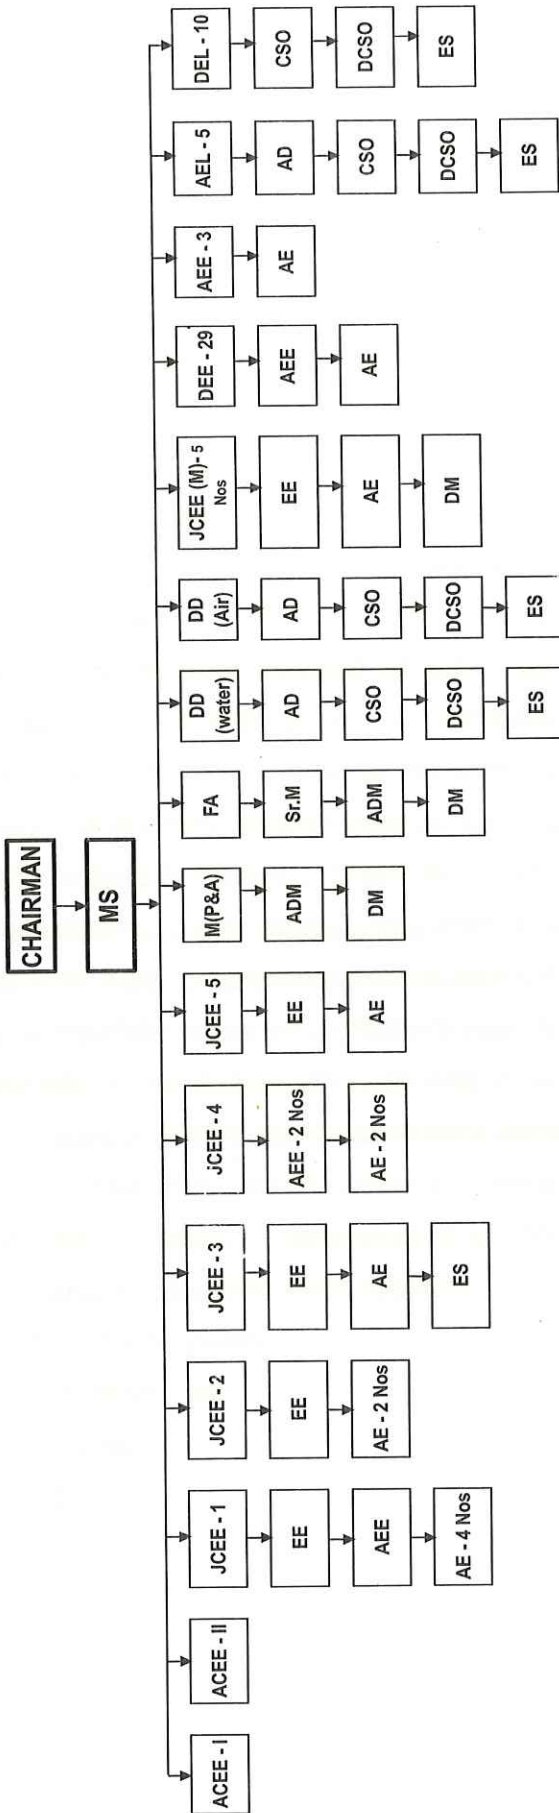 CHAIRMAN
MS
ACEE - I
ACEE - II
JCEE - 1
EE
AEE
AE - 4 Nos
JCEE - 2
EE
AE - 2 Nos
JCEE - 3
EE
AE
ES
JCEE - 4
AEE - 2 Nos
AE - 2 Nos
JCEE - 5
EE
AE
M(P&A)
ADM
DM
FA
Sr.M
ADM
DM
DD
(water)
AD
CSO
DCSO
ES
DD
(Air)
AD
CSO
DCSO
ES
JCEE (M)- 5
Nos
EE
AE
DM
DEE - 29
AEE
AE
AEE - 3
AE
AEL - 5
AD
CSO
DCSO
ES
DEL - 10
CSO
DCSO
ES